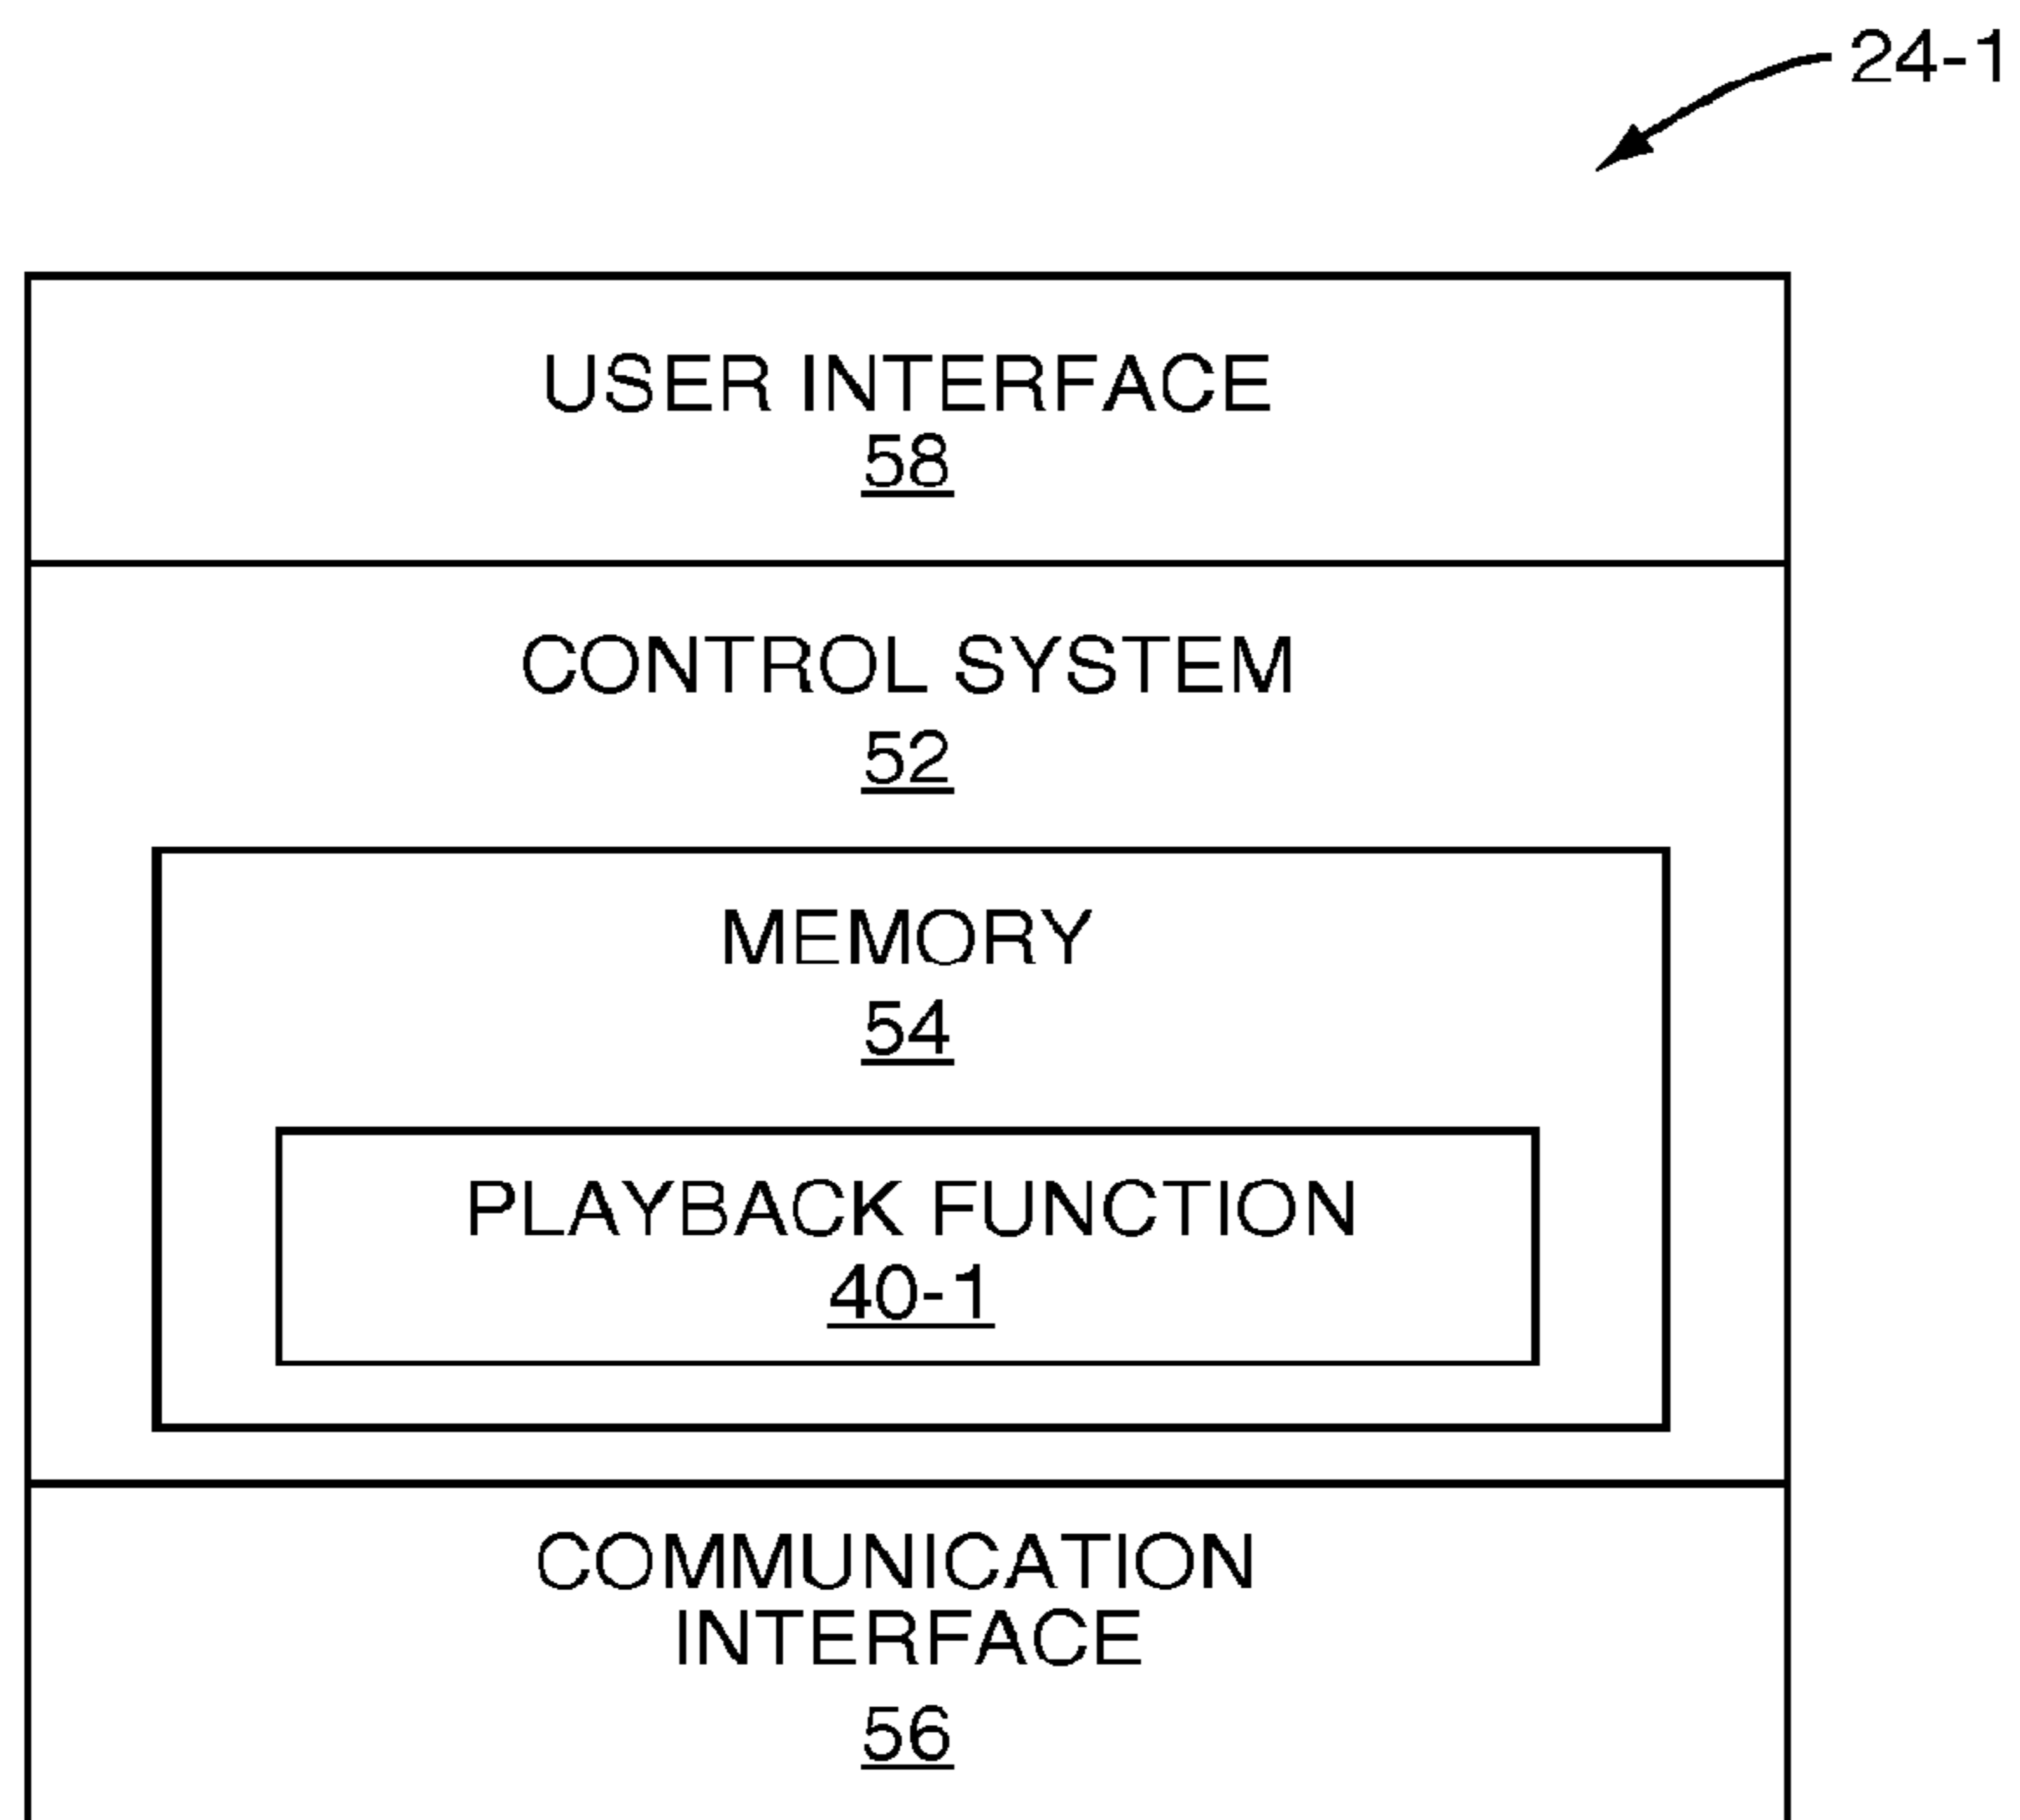 24-1
USER INTERFACE
58
CONTROL SYSTEM
52
MEMORY
54
PLAYBACK FUNCTION
40-1
COMMUNICATION
INTERFACE
56